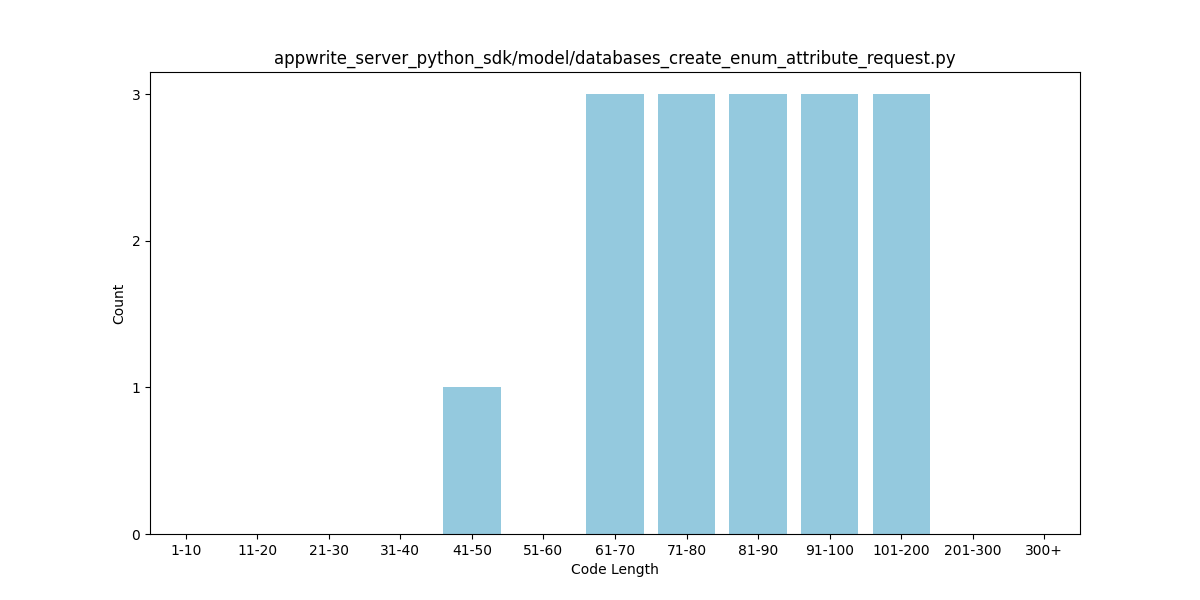 appwrite_server_python_sdk/model/databases_create_enum_attribute_request.py
3
2
1
0
Count
1-10 11-20 21-30 31-40 41-50 51-60 61-70 71-80 81-90 91-100 101-200 201-300 300+
Code Length